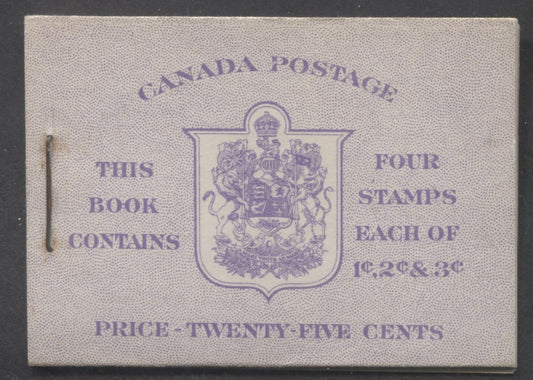 CANADA POSTAGE
THIS
BOOK
CONTAINS
FOUR
STAMPS
EACH OF
1¢,2¢&3¢
PRICE-TWENTY-FIVE CENTS